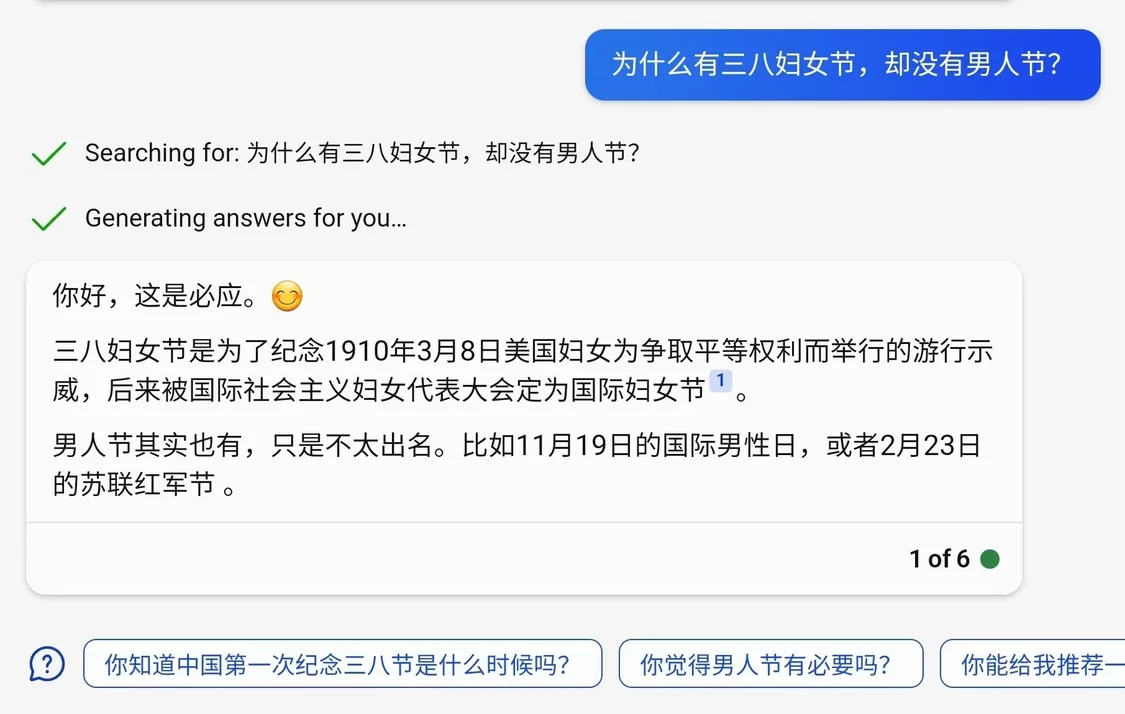 为什么有三八妇女节，却没有男人节？
Searching for: 为什么有三八妇女节，却没有男人节？
Generating answers for you...
你好，这是必应。😊
三八妇女节是为了纪念1910年3月8日美国妇女为争取平等权利而举行的游行示
威，后来被国际社会主义妇女代表大会定为国际妇女节1。
男人节其实也有，只是不太出名。比如11月19日的国际男性日，或者2月23日
的苏联红军节 。
1 of 6
你知道中国第一次纪念三八节是什么时候吗？
你觉得男人节有必要吗？
你能给我推荐一